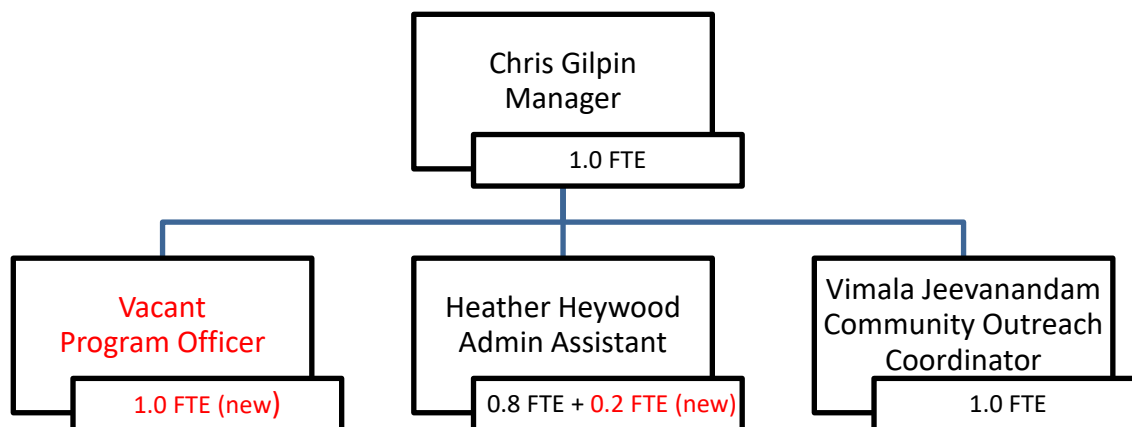 Chris Gilpin
Manager
1.0 FTE
Vacant
Program Officer
1.0 FTE (new)
Heather Heywood
Admin Assistant
0.8 FTE + 0.2 FTE (new)
Vimala Jeevanandam
Community Outreach
Coordinator
1.0 FTE